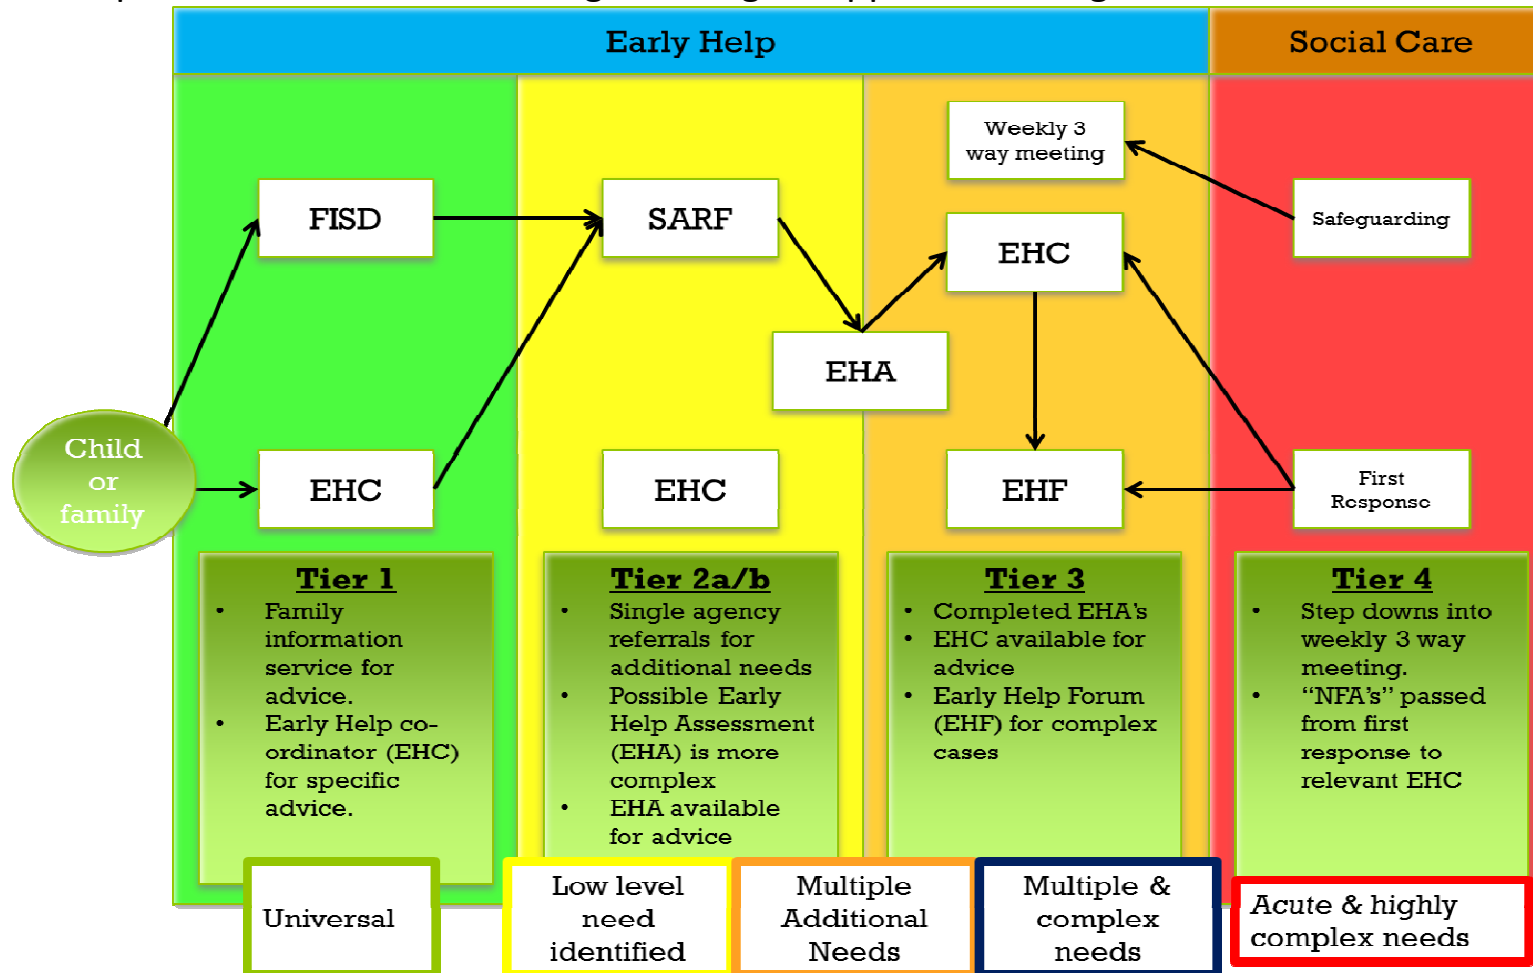 Early Help
Social Care
Weekly 3
way meeting
FISD
SARF
Safeguarding
EHC
EHA
Child
or
family
EHC
EHC
EHF
First
Response
Tier 1
• Family
information
service for
advice.
• Early Help co-
ordinator (EHC)
for specific
advice.
Tier 2a/b
• Single agency
referrals for
additional needs
• Possible Early
Help Assessment
(EHA) is more
complex
• EHA available
for advice
Tier 3
• Completed EHA's
• EHC available for
advice
• Early Help Forum
(EHF) for complex
cases
Tier 4
• Step downs into
weekly 3 way
meeting.
• "NFA's" passed
from first
response to
relevant EHC
Universal
Low level
need
identified
Multiple
Additional
Needs
Multiple &
complex
needs
Acute & highly
complex needs